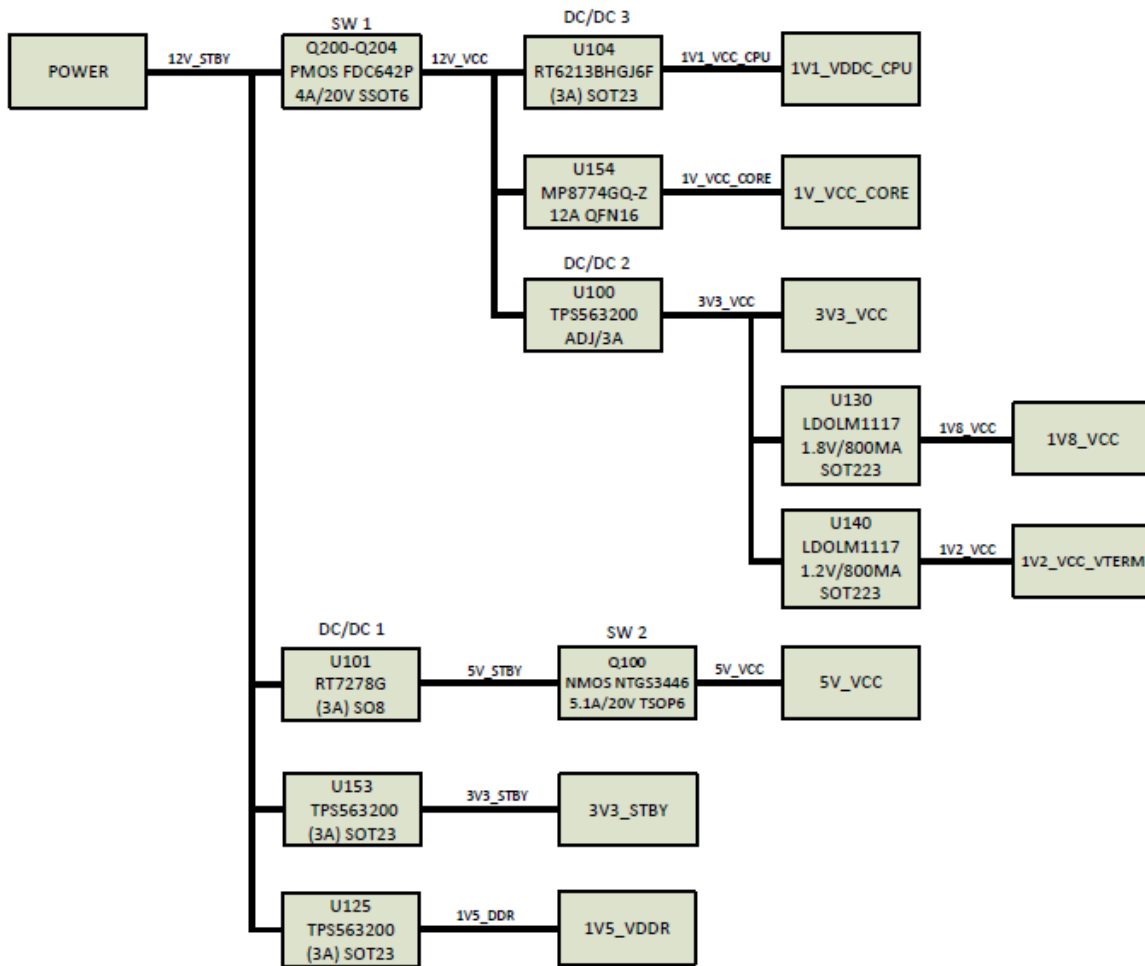 SW 1
DC/DC 3
POWER
12V_STBY
Q200-Q204
PMOS FDC642P
4A/20V SSOT6
12V_VCC
U104
RT6213BHGJ6F
(3A) SOT23
1V1_VCC_CPU
1V1_VDDC_CPU
U154
MP8774GQ-Z
12A QFN16
1V_VCC_CORE
1V_VCC_CORE
DC/DC 2
U100
TPS563200
ADJ/3A
3V3_VCC
3V3_VCC
U130
LDOLM1117
1.8V/800MA
SOT223
1V8_VCC
1V8_VCC
U140
LDOLM1117
1.2V/800MA
SOT223
1V2_VCC
1V2_VCC_VTERM
DC/DC 1
U101
RT7278G
(3A) SO8
5V_STBY
SW 2
Q100
NMOS NTGS3446
5.1A/20V TSOP6
5V_VCC
5V_VCC
U153
TPS563200
(3A) SOT23
3V3_STBY
3V3_STBY
U125
TPS563200
(3A) SOT23
1V5_DDR
1V5_VDDR